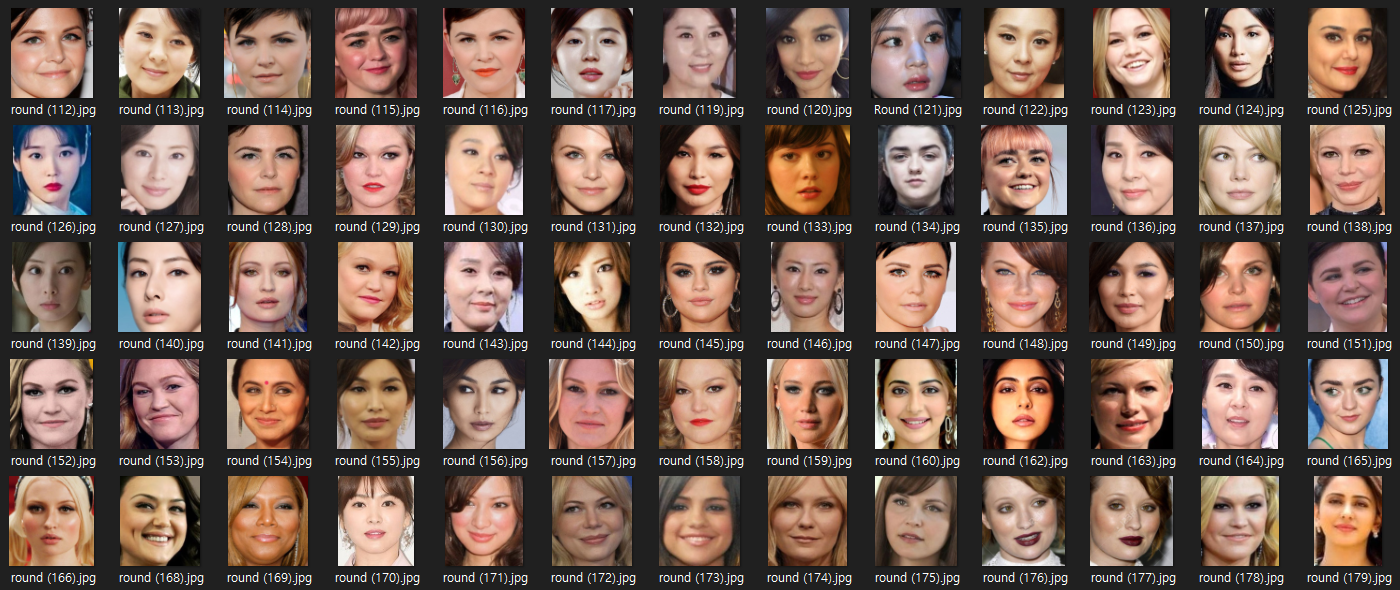 round (112).jpg round (113).jpg round (114).jpg round (115).jpg round (116).jpg round (117).jpg round (119).jpg round (120).jpg Round (121).jpg round (122).jpg round (123).jpg round (124).jpg round (125).jpg
round (126).jpg round (127).jpg round (128).jpg round (129).jpg round (130).jpg round (131).jpg round (132).jpg round (133).jpg round (134).jpg round (135).jpg round (136).jpg round (137).jpg round (138).jpg
round (139).jpg round (140).jpg round (141).jpg round (142).jpg round (143).jpg round (144).jpg round (145).jpg round (146).jpg round (147).jpg round (148).jpg round (149).jpg round (150).jpg round (151).jpg
round (152).jpg round (153).jpg round (154).jpg round (155).jpg round (156).jpg round (157).jpg round (158).jpg round (159).jpg round (160).jpg round (162).jpg round (163).jpg round (164).jpg round (165).jpg
round (166).jpg round (168).jpg round (169).jpg round (170).jpg round (171).jpg round (172).jpg round (173).jpg round (174).jpg round (175).jpg round (176).jpg round (177).jpg round (178).jpg round (179).jpg